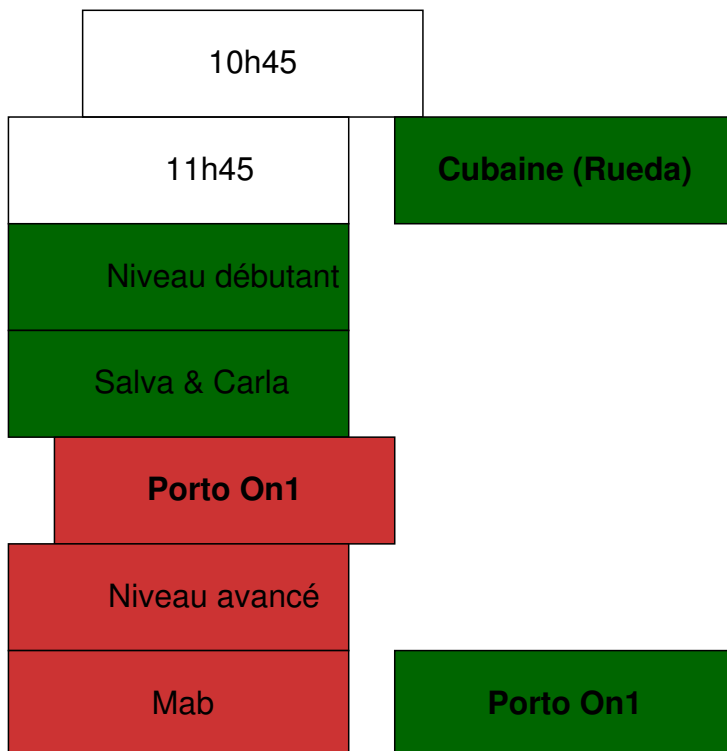 10h45
11h45
Cubaine (Rueda)
Niveau débutant
Salva & Carla
Porto On1
Niveau avancé
Mab
Porto On1